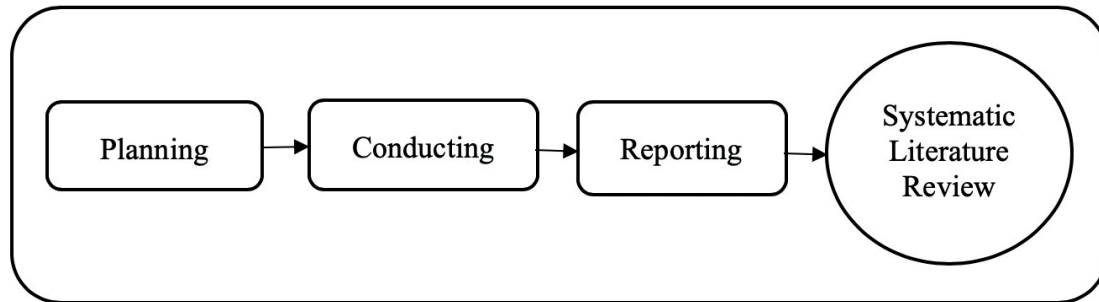 Planning
Conducting
Reporting
Systematic
Literature
Review